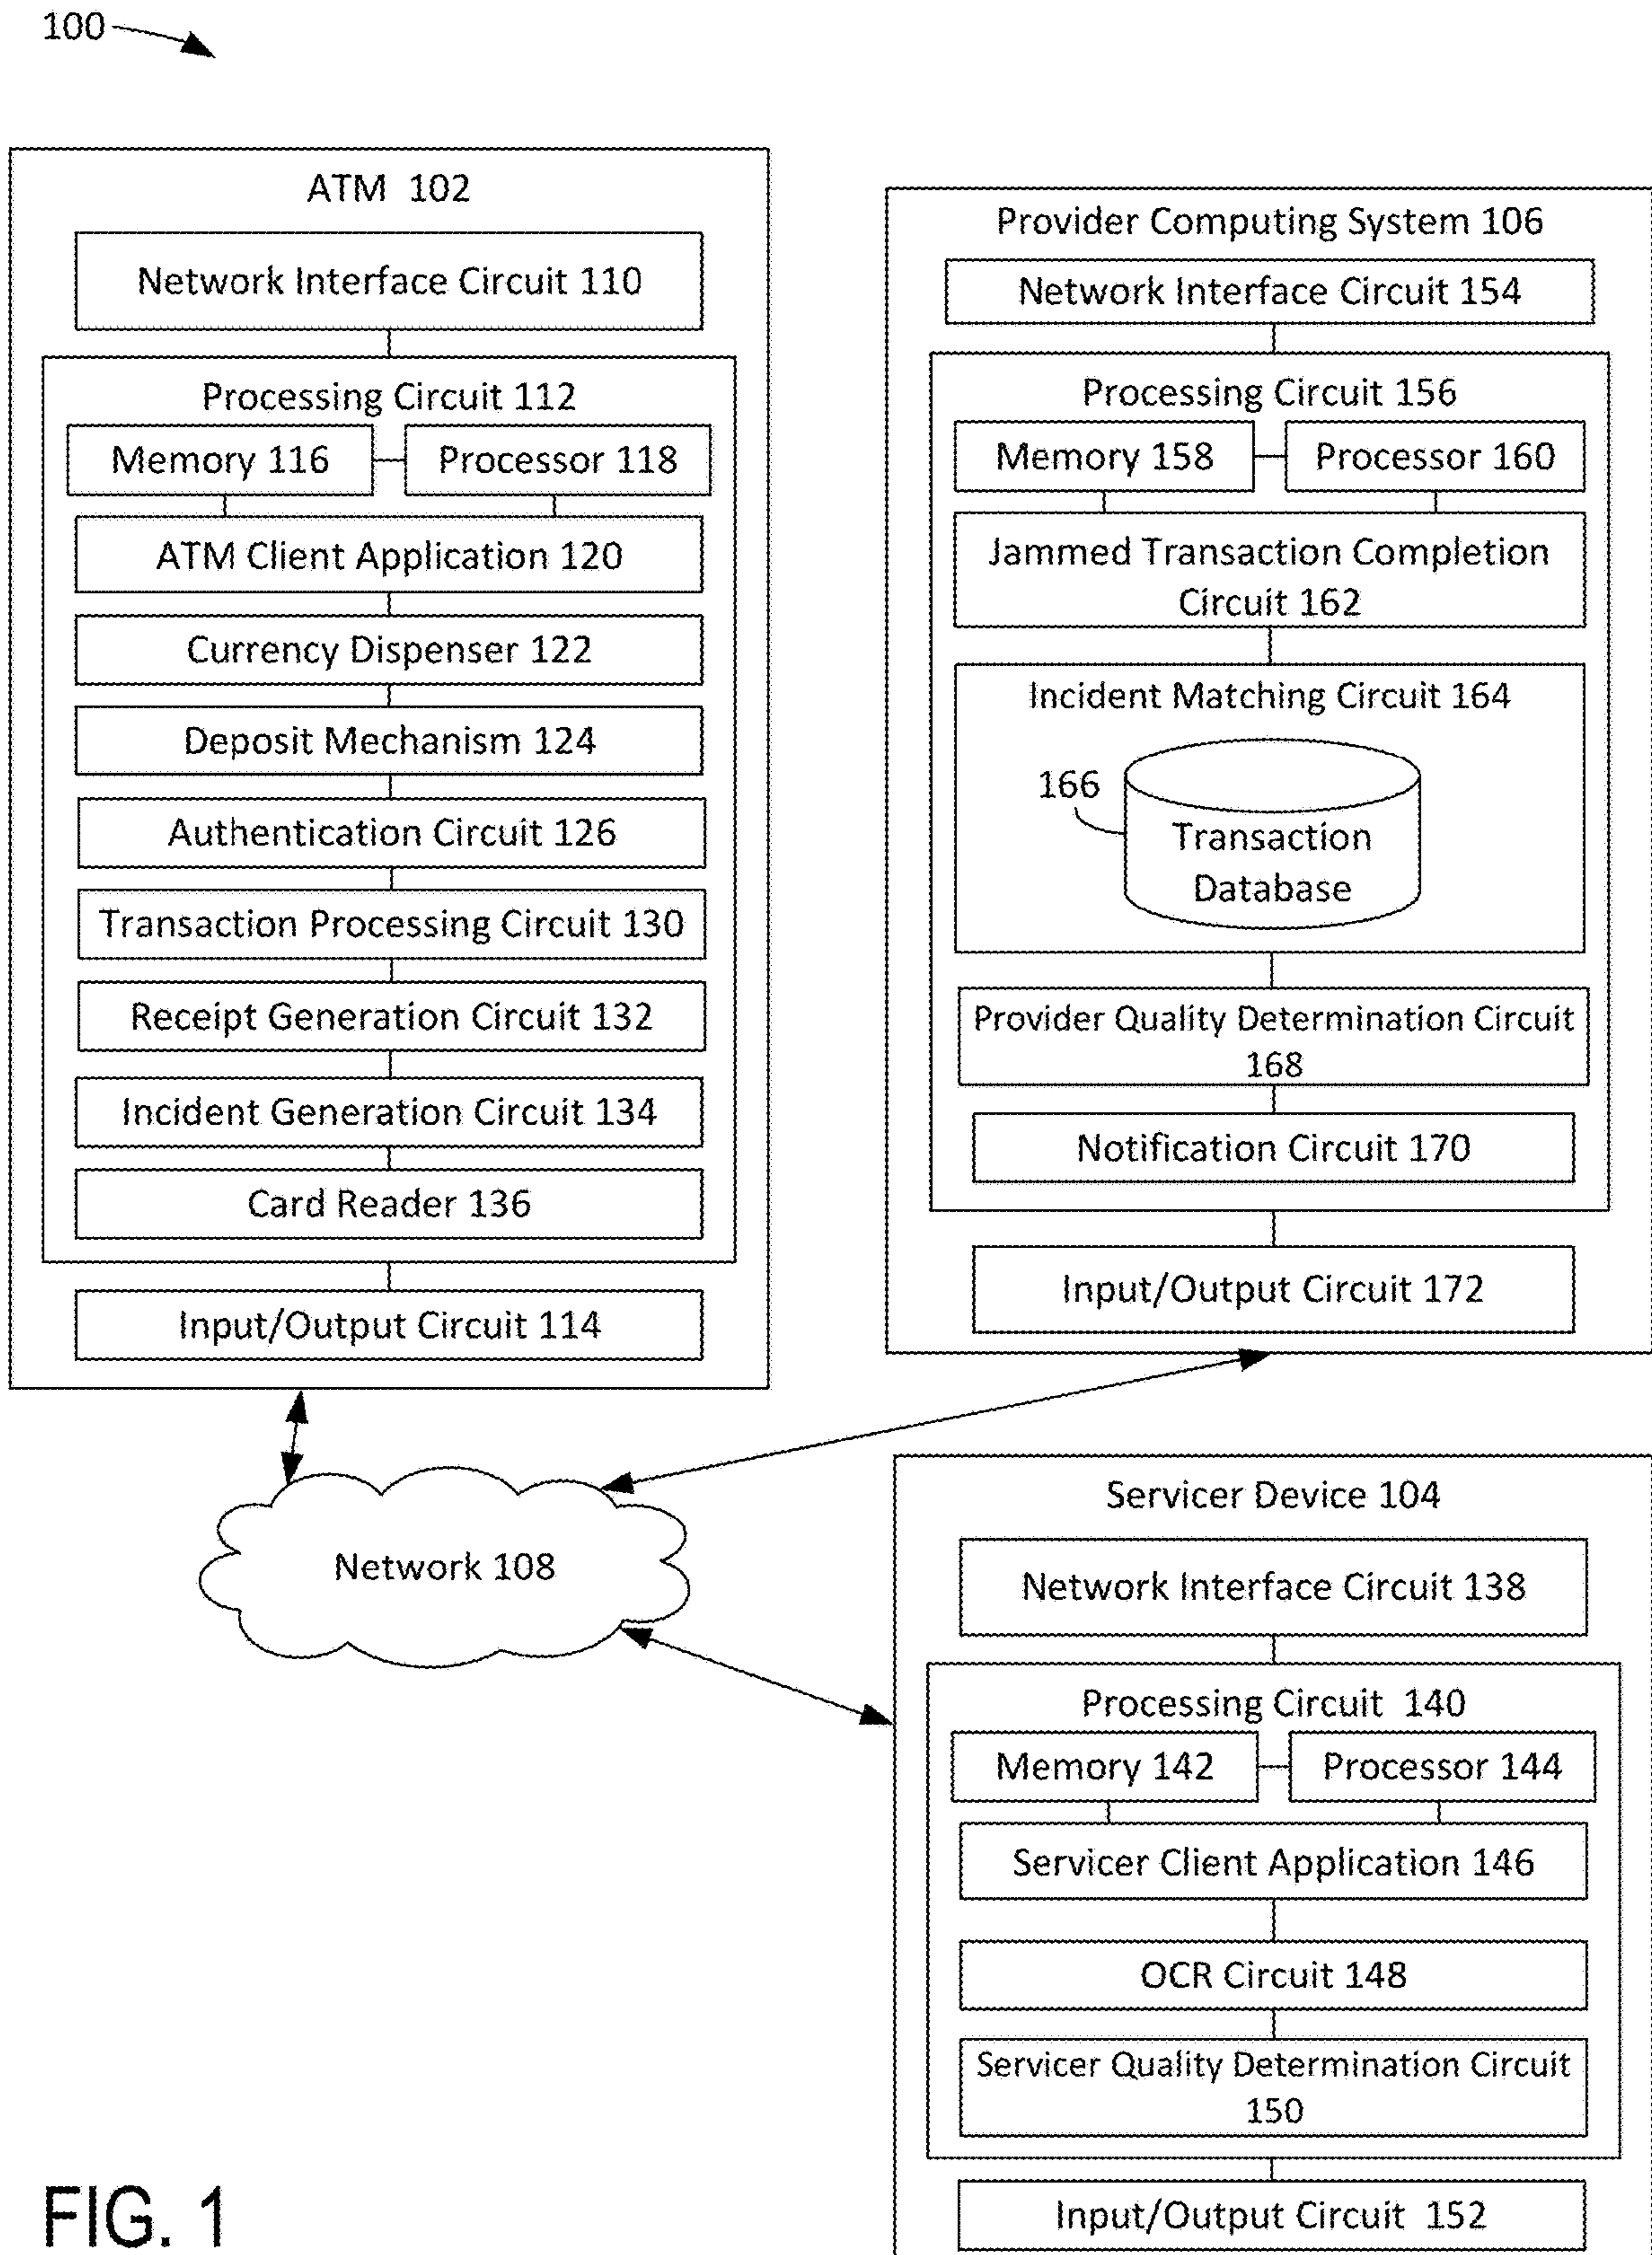 100
ATM 102
Network Interface Circuit 110
Processing Circuit 112
Memory 116
Processor 118
ATM Client Application 120
Currency Dispenser 122
Deposit Mechanism 124
Authentication Circuit 126
Transaction Processing Circuit 130
Receipt Generation Circuit 132
Incident Generation Circuit 134
Card Reader 136
Input/Output Circuit 114
Provider Computing System 106
Network Interface Circuit 154
Processing Circuit 156
Memory 158
Processor 160
Jammed Transaction Completion
Circuit 162
Incident Matching Circuit 164
166
Transaction
Database
Provider Quality Determination Circuit
168
Notification Circuit 170
Input/Output Circuit 172
Network 108
Servicer Device 104
Network Interface Circuit 138
Processing Circuit 140
Memory 142
Processor 144
Servicer Client Application 146
OCR Circuit 148
Servicer Quality Determination Circuit
150
Input/Output Circuit 152
FIG. 1